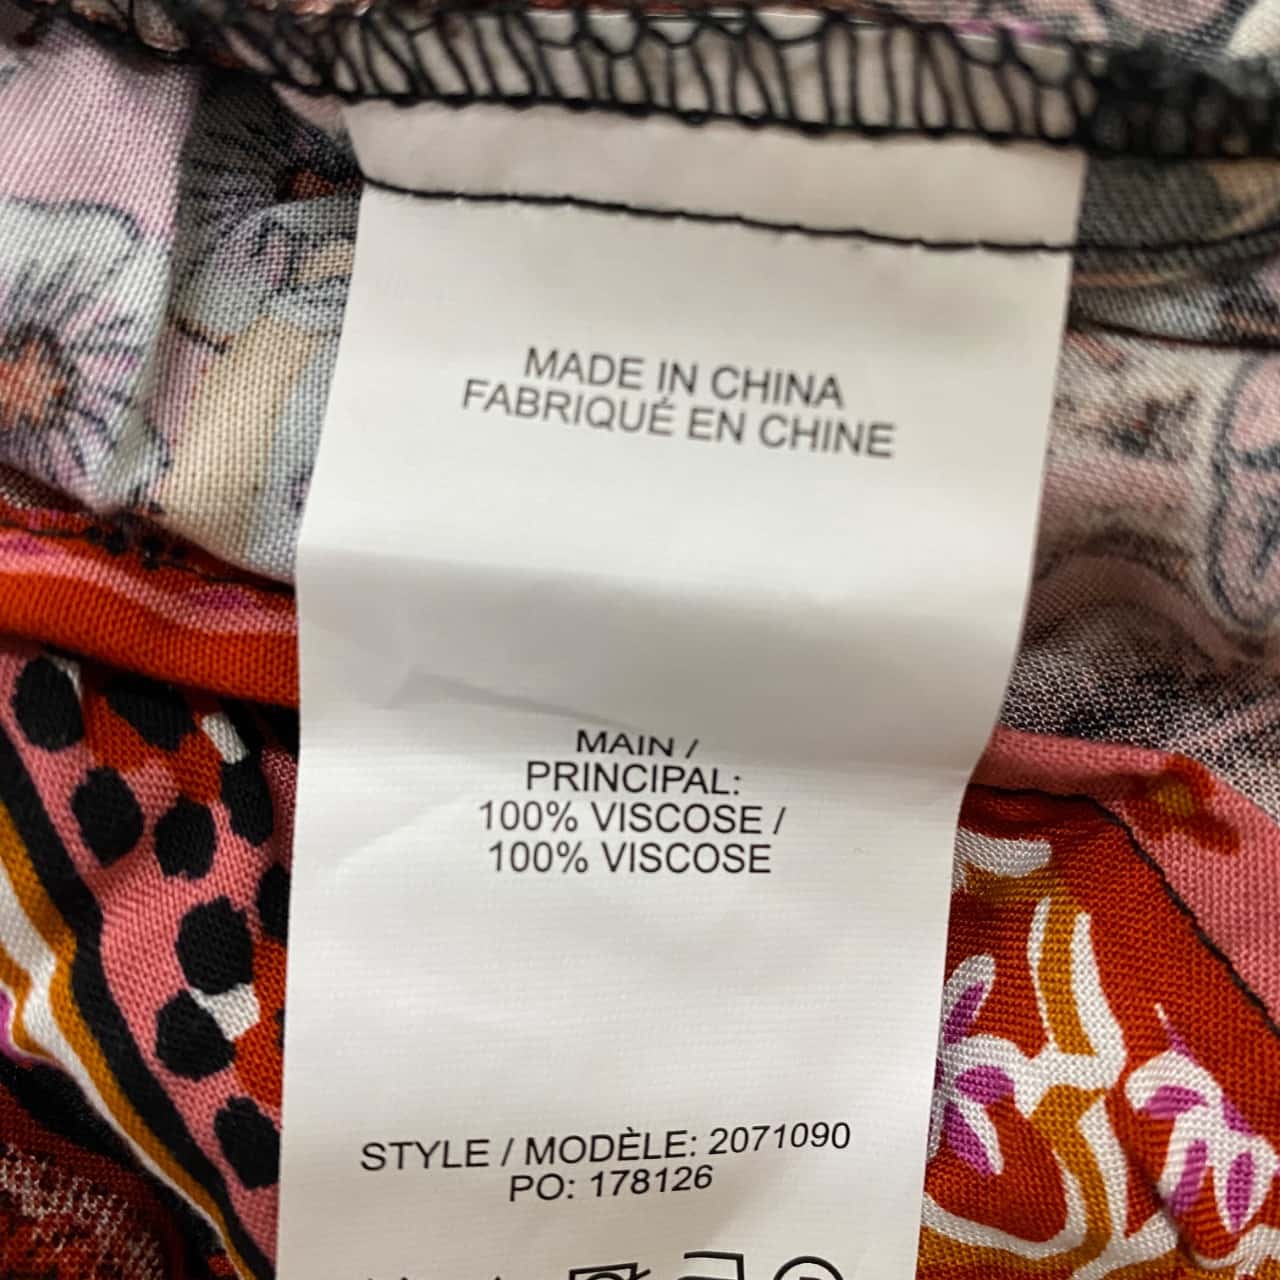 MADE IN CHINA
FABRIQUÉ EN CHINE
MAIN /
PRINCIPAL:
100% VISCOSE /
100% VISCOSE
STYLE / MODÈLE: 2071090
PO: 178126